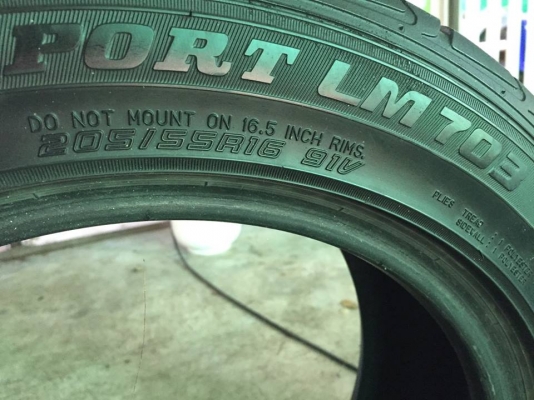 PORT LM703
DO NOT MOUNT ON 16.5 INCH RIMS.
205/55R16 91V
PLIES TREAD :
SIDEWALL :